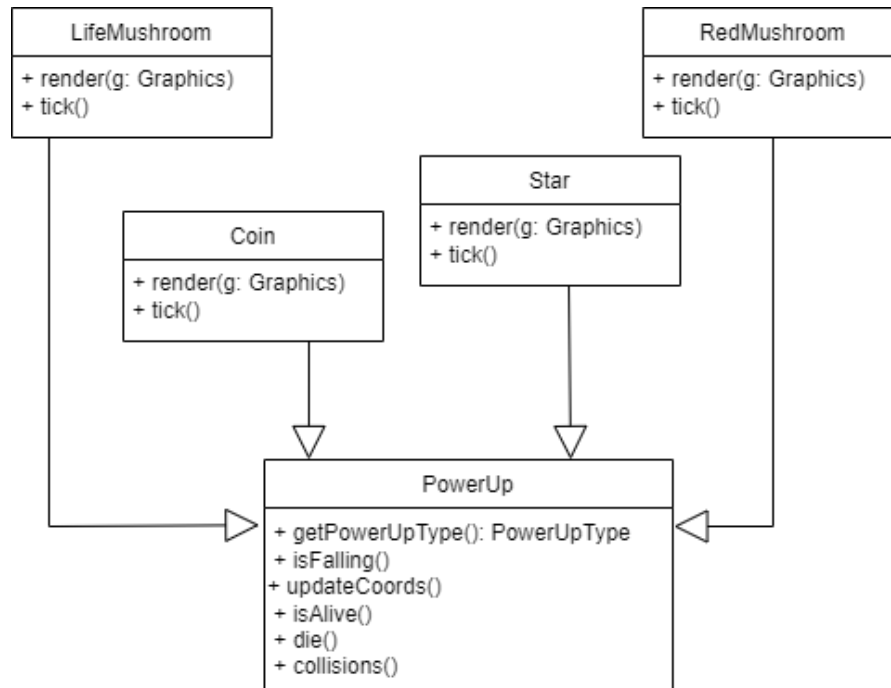 LifeMushroom
+ render(g: Graphics)
+ tick()
RedMushroom
+ render(g: Graphics)
+ tick()
Star
+ render(g: Graphics)
+ tick()
Coin
+ render(g: Graphics)
+ tick()
PowerUp
+ getPowerUpType(): PowerUpType
+ isFalling()
+ updateCoords()
+ isAlive()
+ die()
+ collisions()